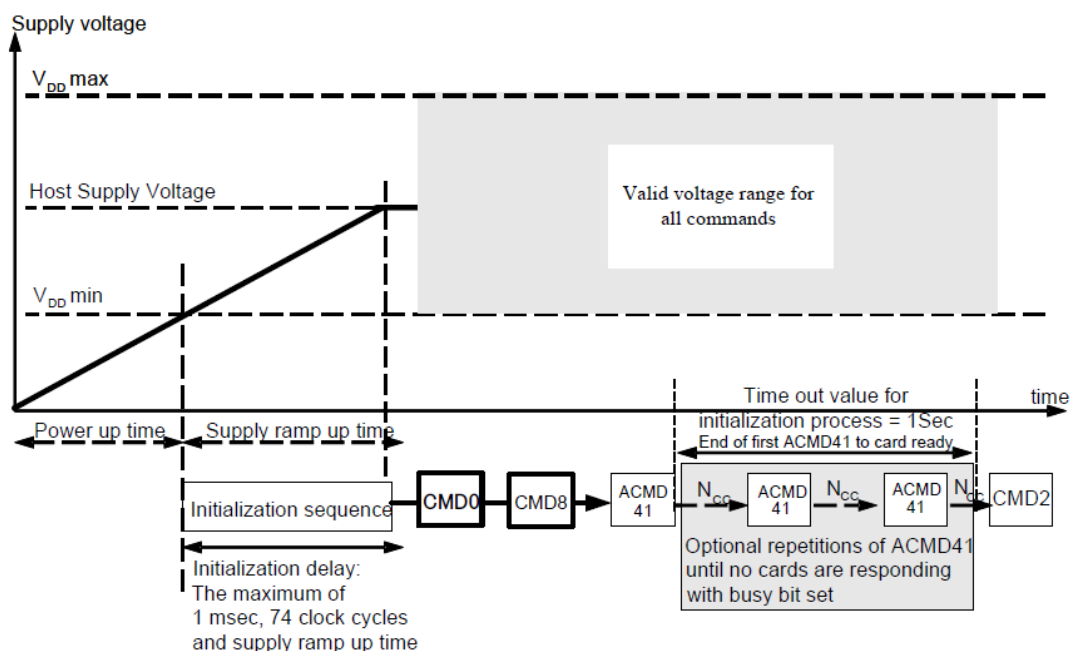 Supply voltage
V_DD max
Host Supply Voltage
Valid voltage range for
all commands
V_DD min
Time out value for
initialization process = 1Sec
End of first ACMD41 to card ready
time
Power up time
Supply ramp up time
Initialization sequence
CMD0
CMD8
ACMD
41
N_CC
ACMD
41
N_CC
ACMD
41
N_CC
CMD2
Optional repetitions of ACMD41
until no cards are responding
with busy bit set
Initialization delay:
The maximum of
1 msec, 74 clock cycles
and supply ramp up time